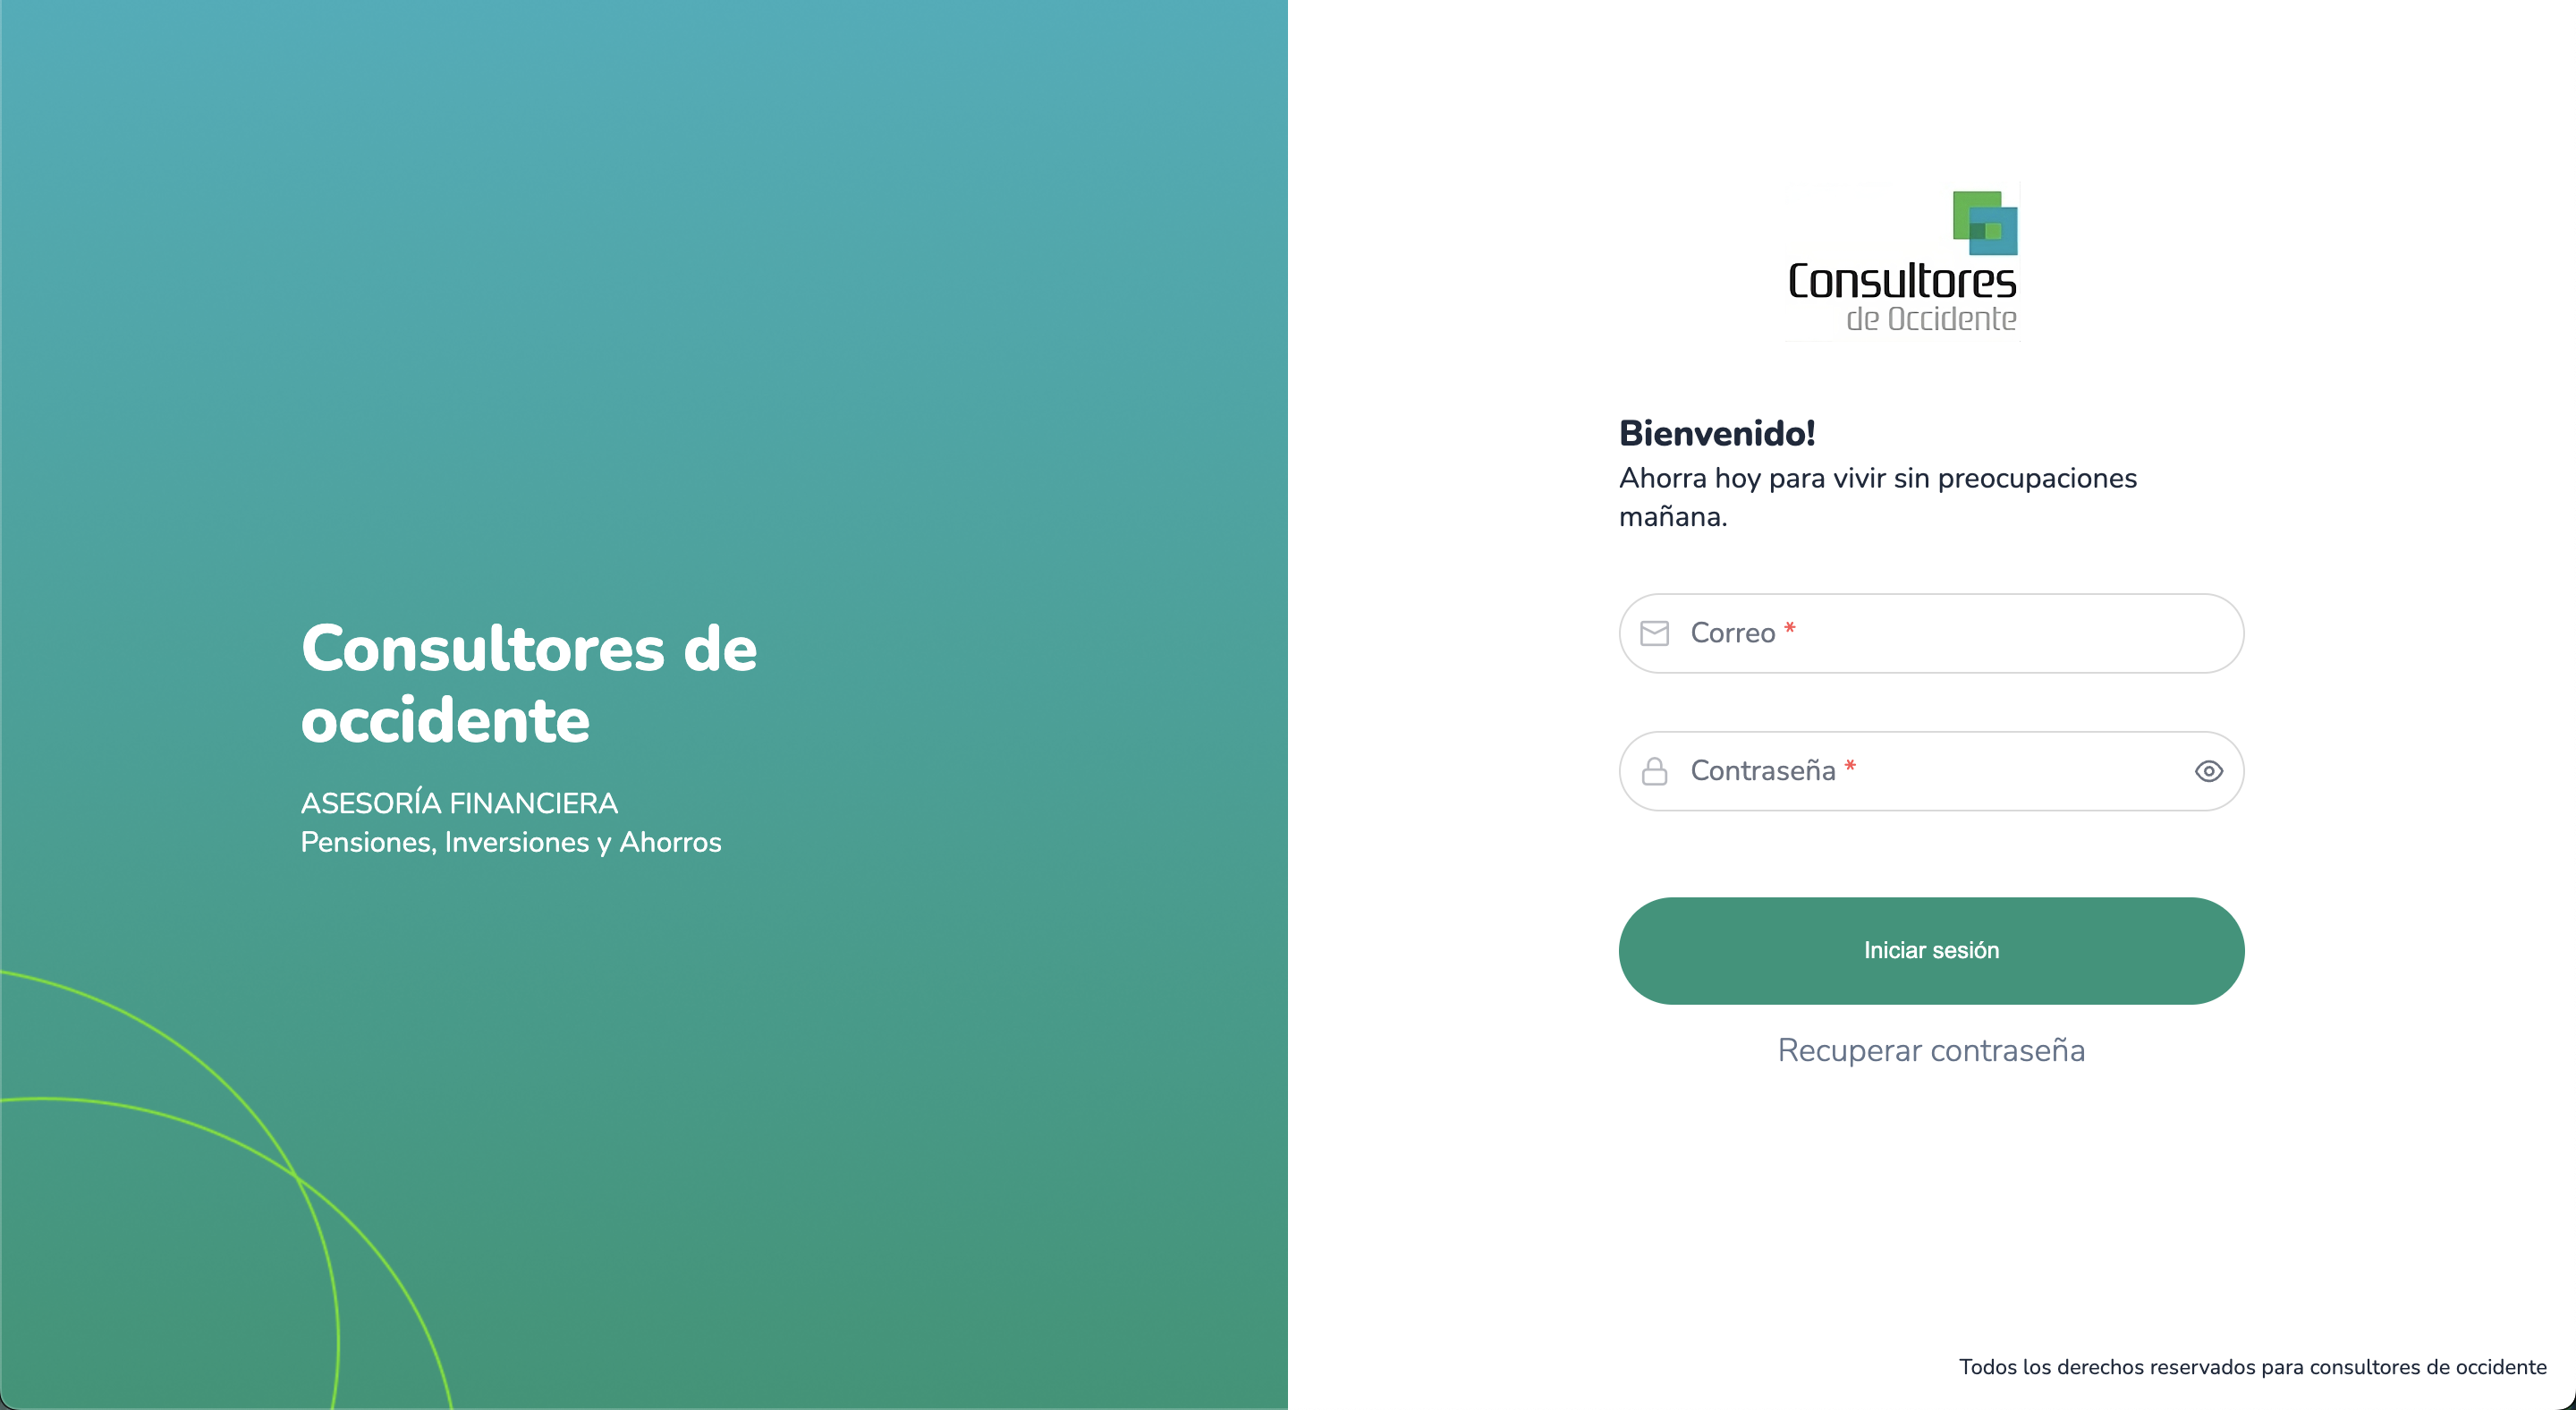 Consultores de
occidente
ASESORÍA FINANCIERA
Pensiones, Inversiones y Ahorros
Consultores
de Occidente
Bienvenido!
Ahorra hoy para vivir sin preocupaciones
mañana.
Correo *
Contraseña *
Iniciar sesión
Recuperar contraseña
Todos los derechos reservados para consultores de occidente